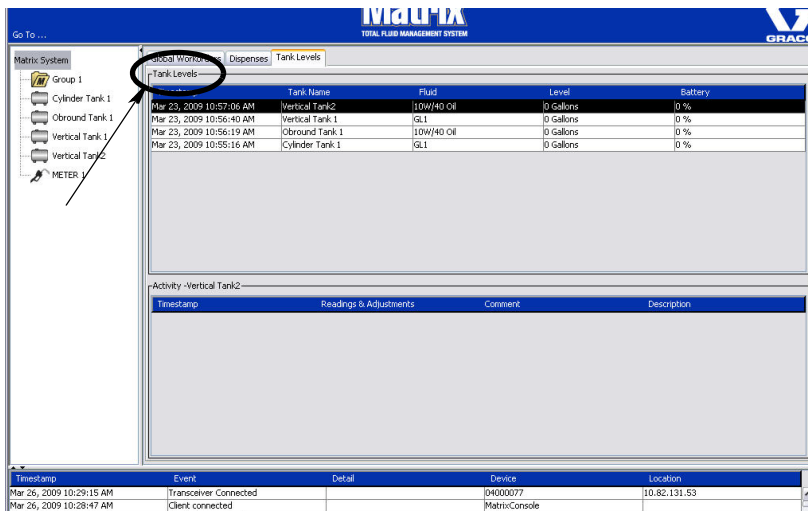 Matrix
TOTAL FLUID MANAGEMENT SYSTEM
GRACO
Go To ...
Matrix System
Group 1
Cylinder Tank 1
Obround Tank 1
Vertical Tank 1
Vertical Tank2
METER 1
Global Workorders Dispenses Tank Levels
Tank Levels
Tank Name Fluid Level Battery
Mar 23, 2009 10:57:06 AM Vertical Tank2 10W/40 Oil 0 Gallons 0 %
Mar 23, 2009 10:56:40 AM Vertical Tank 1 GL1 0 Gallons 0 %
Mar 23, 2009 10:56:19 AM Obround Tank 1 10W/40 Oil 0 Gallons 0 %
Mar 23, 2009 10:55:16 AM Cylinder Tank 1 GL1 0 Gallons 0 %
Activity -Vertical Tank2
Timestamp Readings & Adjustments Comment Description
Timestamp Event Detail Device Location
Mar 26, 2009 10:29:15 AM Transceiver Connected 04000077 10.82.131.53
Mar 26, 2009 10:28:47 AM Client connected MatrixConsole